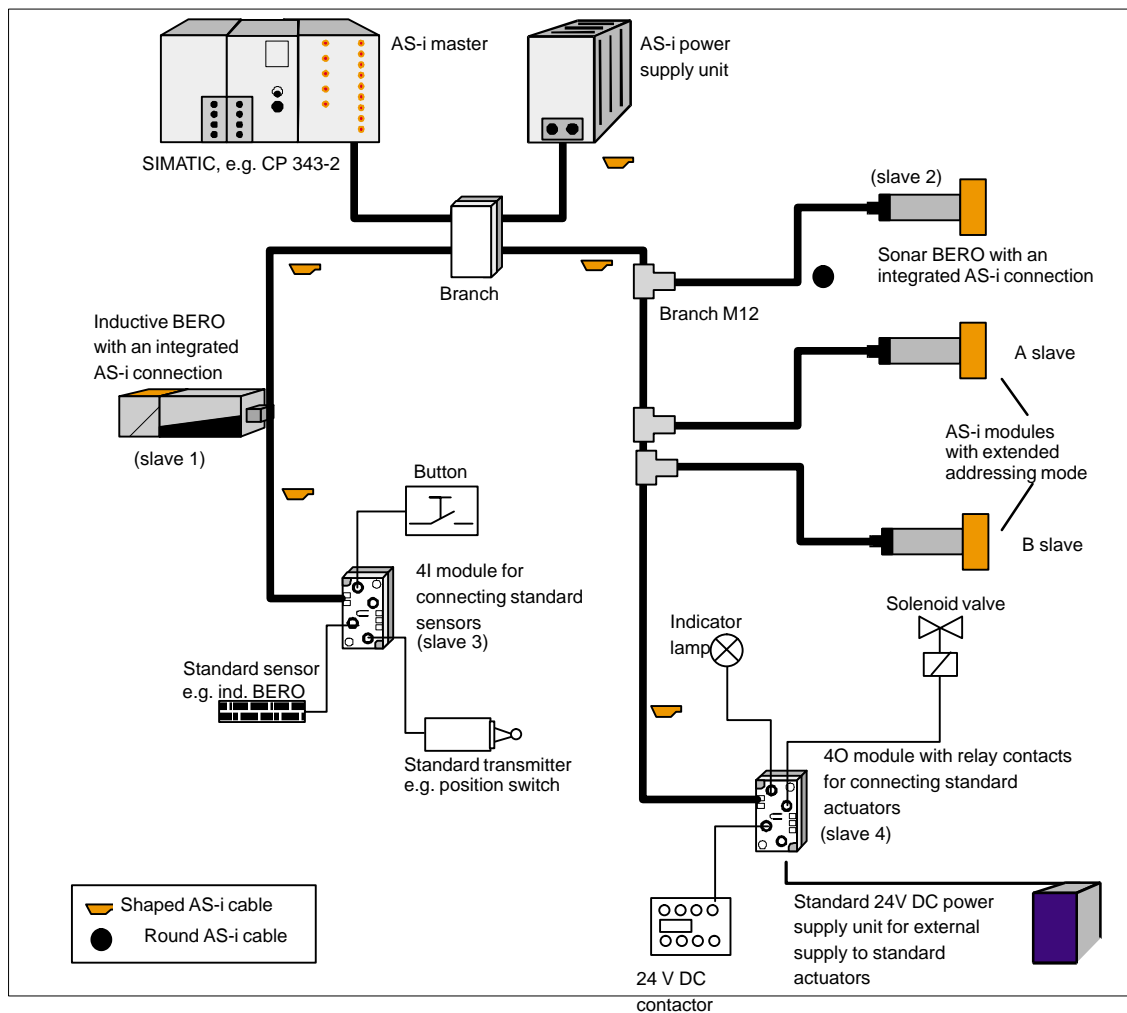 AS-i master
AS-i power
supply unit
SIMATIC, e.g. CP 343-2
(slave 2)
Sonar BERO with an
integrated AS-i connection
Branch
Branch M12
Inductive BERO
with an integrated
AS-i connection
(slave 1)
A slave
AS-i modules
with extended
addressing mode
B slave
Button
4I module for
connecting standard
sensors
(slave 3)
Standard sensor
e.g. ind. BERO
Standard transmitter
e.g. position switch
Solenoid valve
Indicator
lamp
4O module with relay contacts
for connecting standard
actuators
(slave 4)
Shaped AS-i cable
Round AS-i cable
24 V DC
contactor
Standard 24V DC power
supply unit for external
supply to standard
actuators